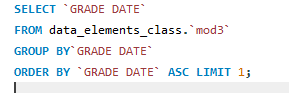 SELECT `GRADE DATE`
FROM data_elements_class.`mod3`
GROUP BY`GRADE DATE`
ORDER BY `GRADE DATE` ASC LIMIT 1;